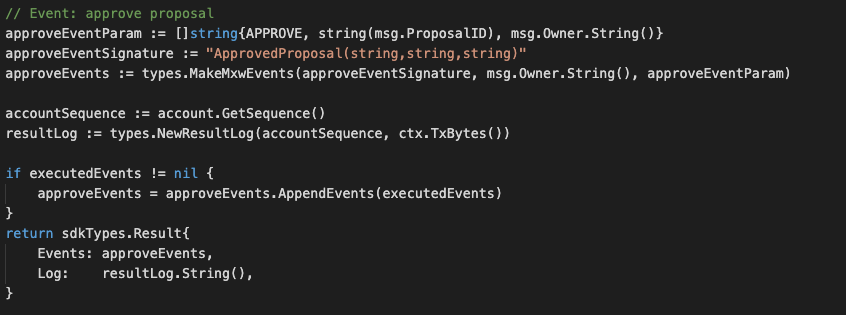 // Event: approve proposal
approveEventParam := []string{APPROVE, string(msg.ProposalID), msg.Owner.String()}
approveEventSignature := "ApprovedProposal(string,string,string)"
approveEvents := types.MakeMxwEvents(approveEventSignature, msg.Owner.String(), approveEventParam)

accountSequence := account.GetSequence()
resultLog := types.NewResultLog(accountSequence, ctx.TxBytes())

if executedEvents != nil {
    approveEvents = approveEvents.AppendEvents(executedEvents)
}
return sdkTypes.Result{
    Events: approveEvents,
    Log:    resultLog.String(),
}